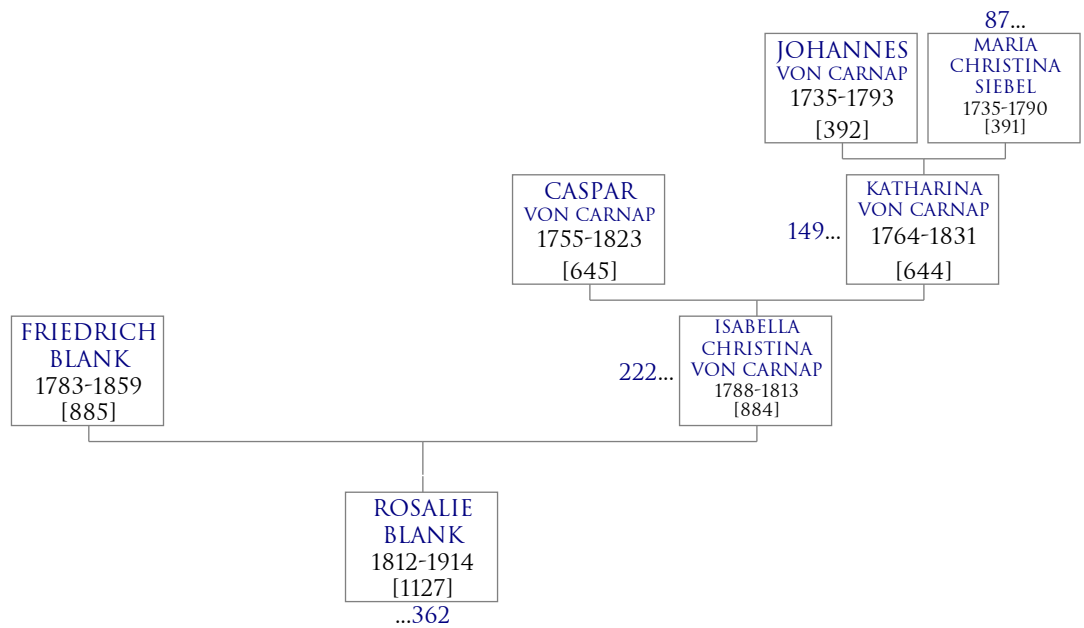 87...
JOHANNES
VON CARNAP
1735-1793
[392]
MARIA
CHRISTINA
SIEBEL
1735-1790
[391]
CASPAR
VON CARNAP
1755-1823
[645]
149...
KATHARINA
VON CARNAP
1764-1831
[644]
FRIEDRICH
BLANK
1783-1859
[885]
222...
ISABELLA
CHRISTINA
VON CARNAP
1788-1813
[884]
ROSALIE
BLANK
1812-1914
[1127]
...362